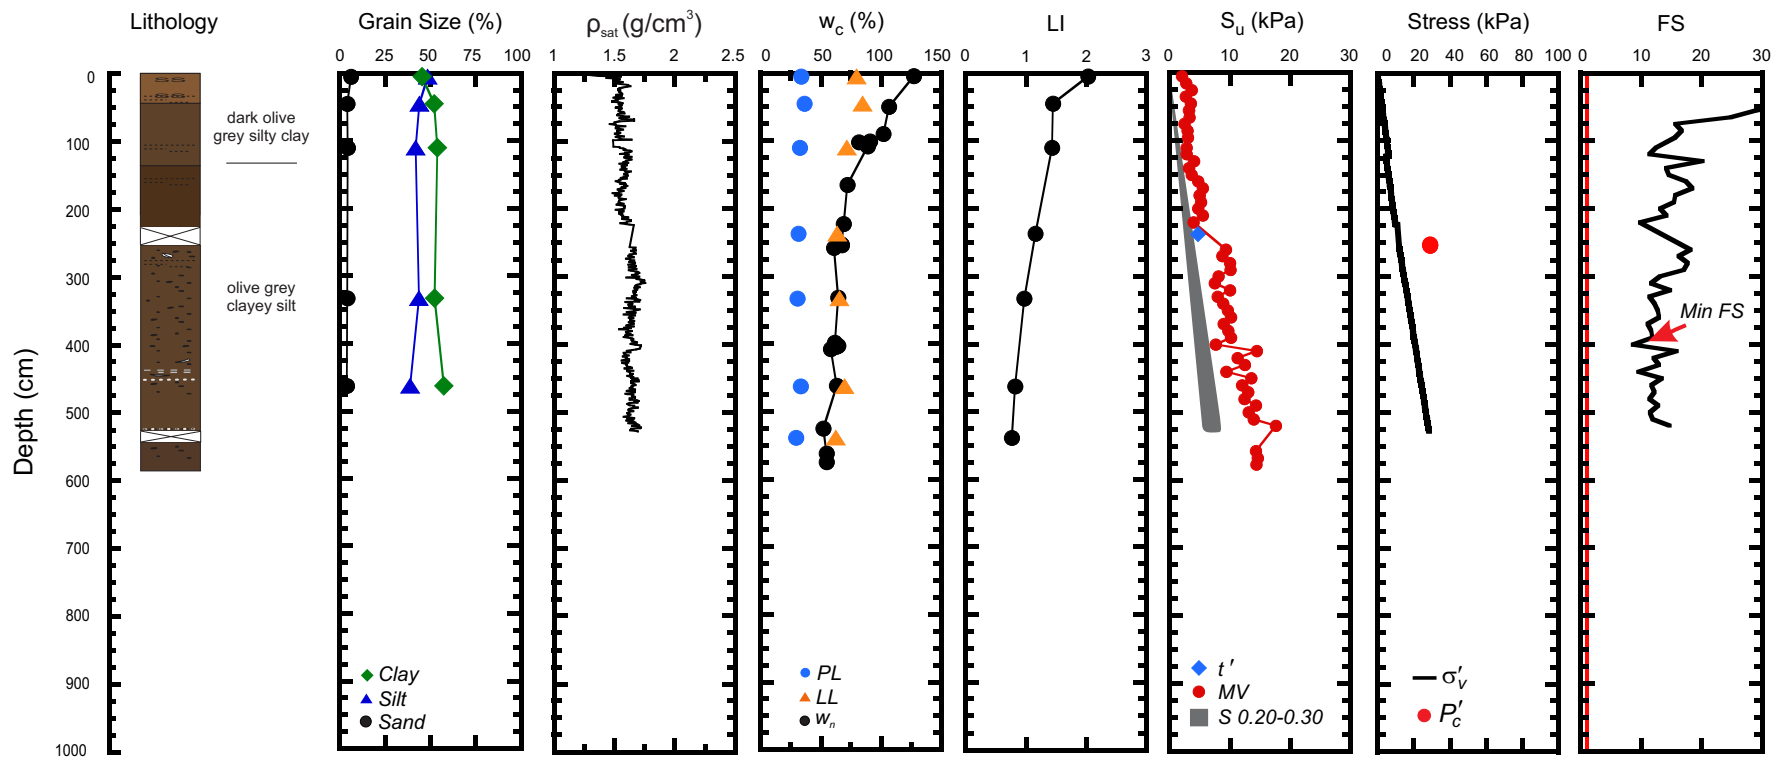 Lithology
Grain Size (%)
ρsat (g/cm³)
wc (%)
LI
Su (kPa)
Stress (kPa)
FS
0 25 50 75 100
1 1.5 2 2.5
0 50 100 150
0 1 2 3
0 10 20 30
0 20 40 60 80 100
0 10 20 30
Depth (cm)
0
100
200
300
400
500
600
700
800
900
1000
SS
SS
dark olive
grey silty clay
olive grey
clayey silt
Min FS
Clay
Silt
Sand
PL
LL
wn
t′
MV
S 0.20-0.30
σ′v
P′c